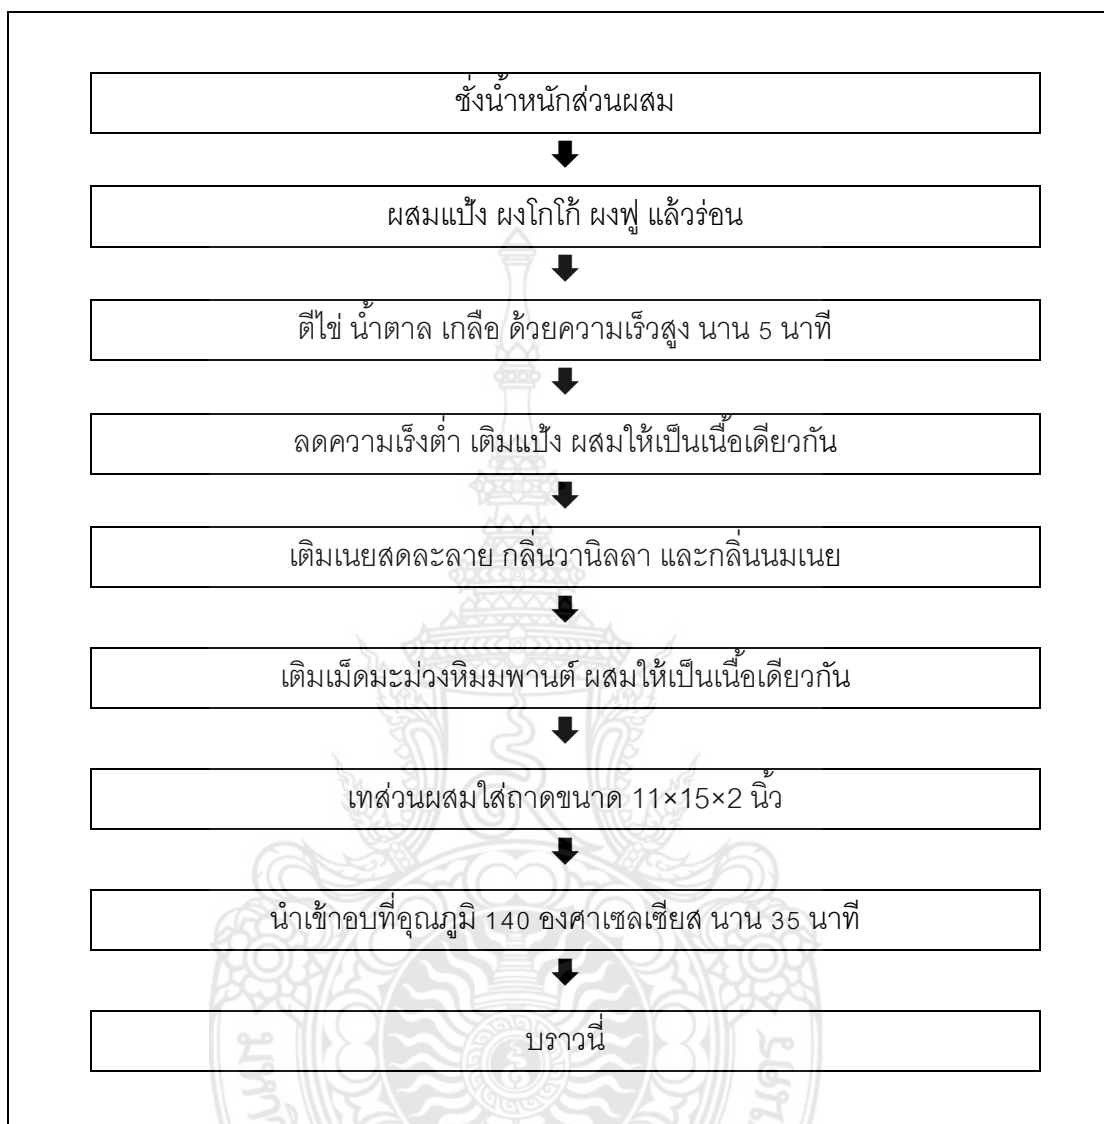 ชั่งน้ำหนักส่วนผสม
ผสมแป้ง ผงโกโก้ ผงฟู แล้วร่อน
ตีไข่ น้ำตาล เกลือ ด้วยความเร็วสูง นาน 5 นาที
ลดความเร็งต่ำ เติมแป้ง ผสมให้เป็นเนื้อเดียวกัน
เติมเนยสดละลาย กลิ่นวานิลลา และกลิ่นนมเนย
เติมเม็ดมะม่วงหิมมพานต์ ผสมให้เป็นเนื้อเดียวกัน
เทส่วนผสมใส่ถาดขนาด 11×15×2 นิ้ว
นำเข้าอบที่อุณภูมิ 140 องศาเซลเซียส นาน 35 นาที
บราวนี่